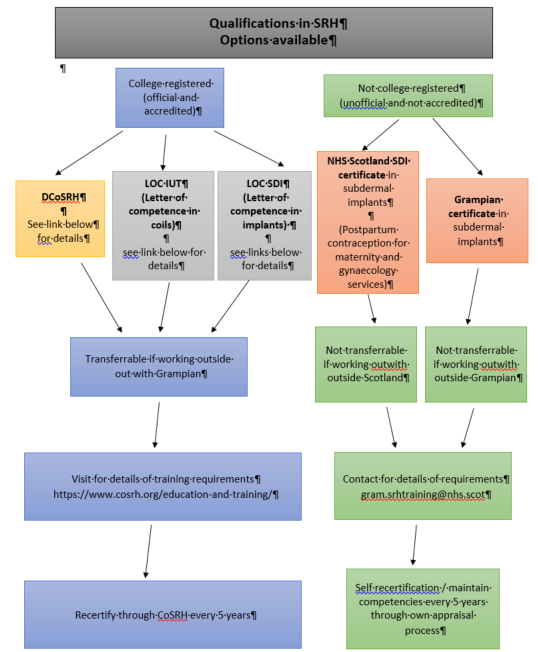 Qualifications·in·SRH¶
Options·available¶
¶
College·registered·
(official·and·
accredited)¶
Not·college·registered¶
(unofficial·and·not·accredited)¶
DCoSRH¶
¶
See·link·below·
for·details¶
LOC·IUT¶
(Letter·of·
competence·in·
coils)¶
¶
see·link·below·for·
details¶
LOC·SDI¶
(Letter·of·
competence·in·
implants)·¶
¶
see·links·below·
for·details¶
NHS·Scotland·SDI·
certificate·in·
subdermal·
implants¶
¶
(Postpartum·
contraception·for·
maternity·and·
gynaecology·
services)¶
Grampian·
certificate·in·
subdermal·
implants¶
Transferrable·if·working·outside·
out·with·Grampian¶
Not·transferrable·
if·working·outwith·
outside·Scotland¶
Not·transferrable·
if·working·outwith·
outside·Grampian¶
Visit·for·details·of·training·requirements¶
https://www.cosrh.org/education-and-training/¶
Contact·for·details·of·requirements¶
gram.srhtraining@nhs.scot¶
Recertify·through·CoSRH·every·5·years¶
Self·recertification·/·maintain·
competencies·every·5·years·
through·own·appraisal·
process¶